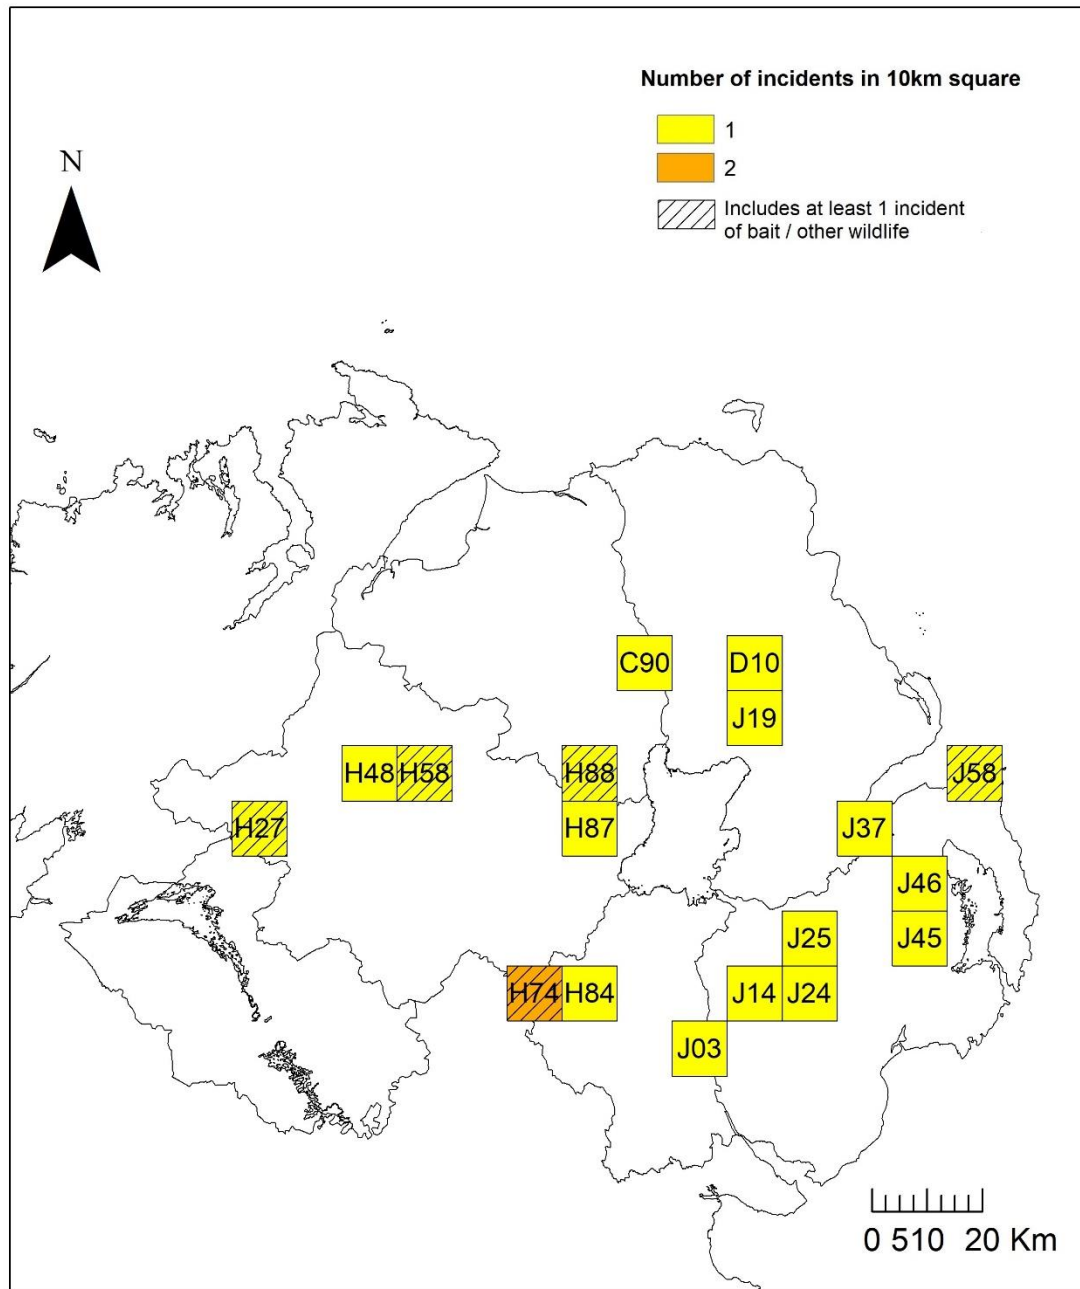 Number of incidents in 10km square
1
N
2
Includes at least 1 incident
of bait / other wildlife
C90 D10
J19
H48 H58 H88 J58
H27 H87 J37
J46
J25 J45
H74 H84 J14 J24
J03
0 510 20 Km